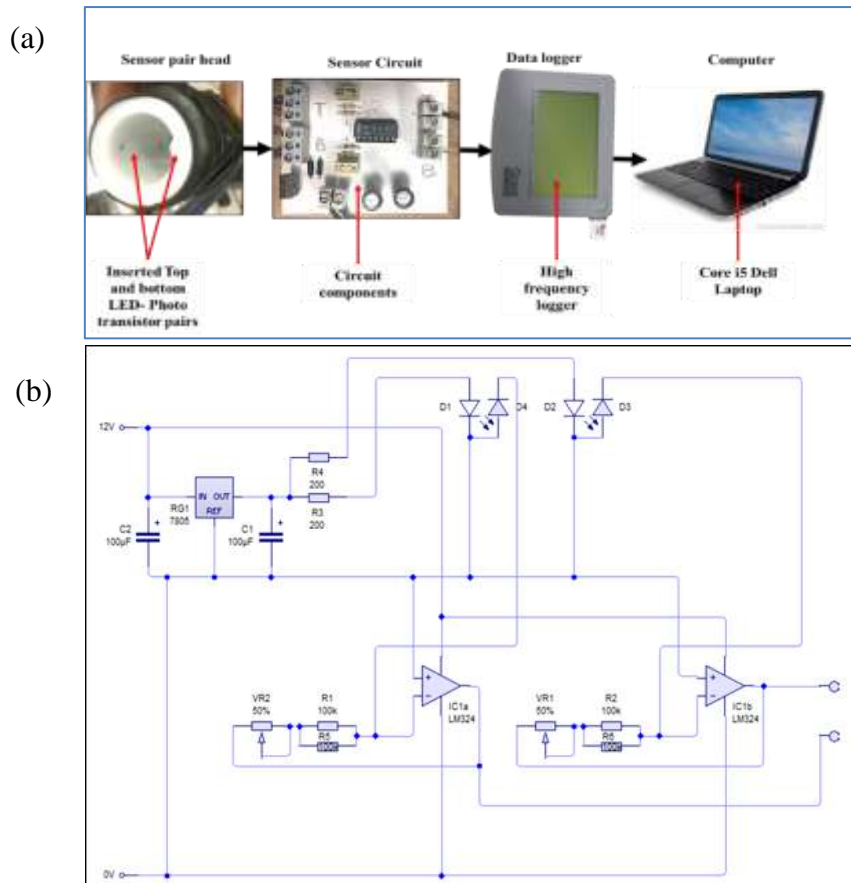 (a)
Sensor pair head
Sensor Circuit
Data logger
Computer
Inserted Top
and bottom
LED- Photo
transistor pairs
Circuit
components
High
frequency
logger
Core i5 Dell
Laptop
(b)
D1
D4
D2
D3
12V
R4
200
IN OUT
REF
RG1
7805
R3
200
C2
100µF
C1
100µF
VR2
50%
R1
100k
R5
IC1a
LM324
VR1
50%
R2
100k
R6
IC1b
LM324
0V